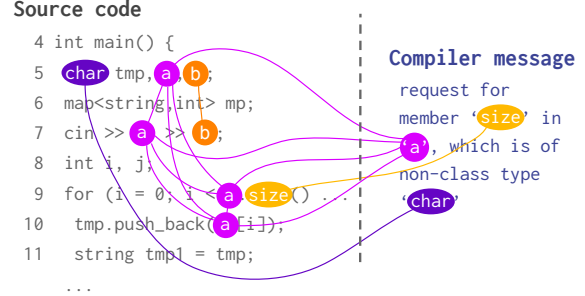 Source code
4 int main() {
5 char tmp, a, b;
6 map<string,int> mp;
7 cin >> a >> b;
8 int i, j;
9 for (i = 0; i < a.size() ...
10 tmp.push_back(a[i]);
11 string tmp1 = tmp;
...
Compiler message
request for
member ‘size’ in
‘a’, which is of
non-class type
‘char’